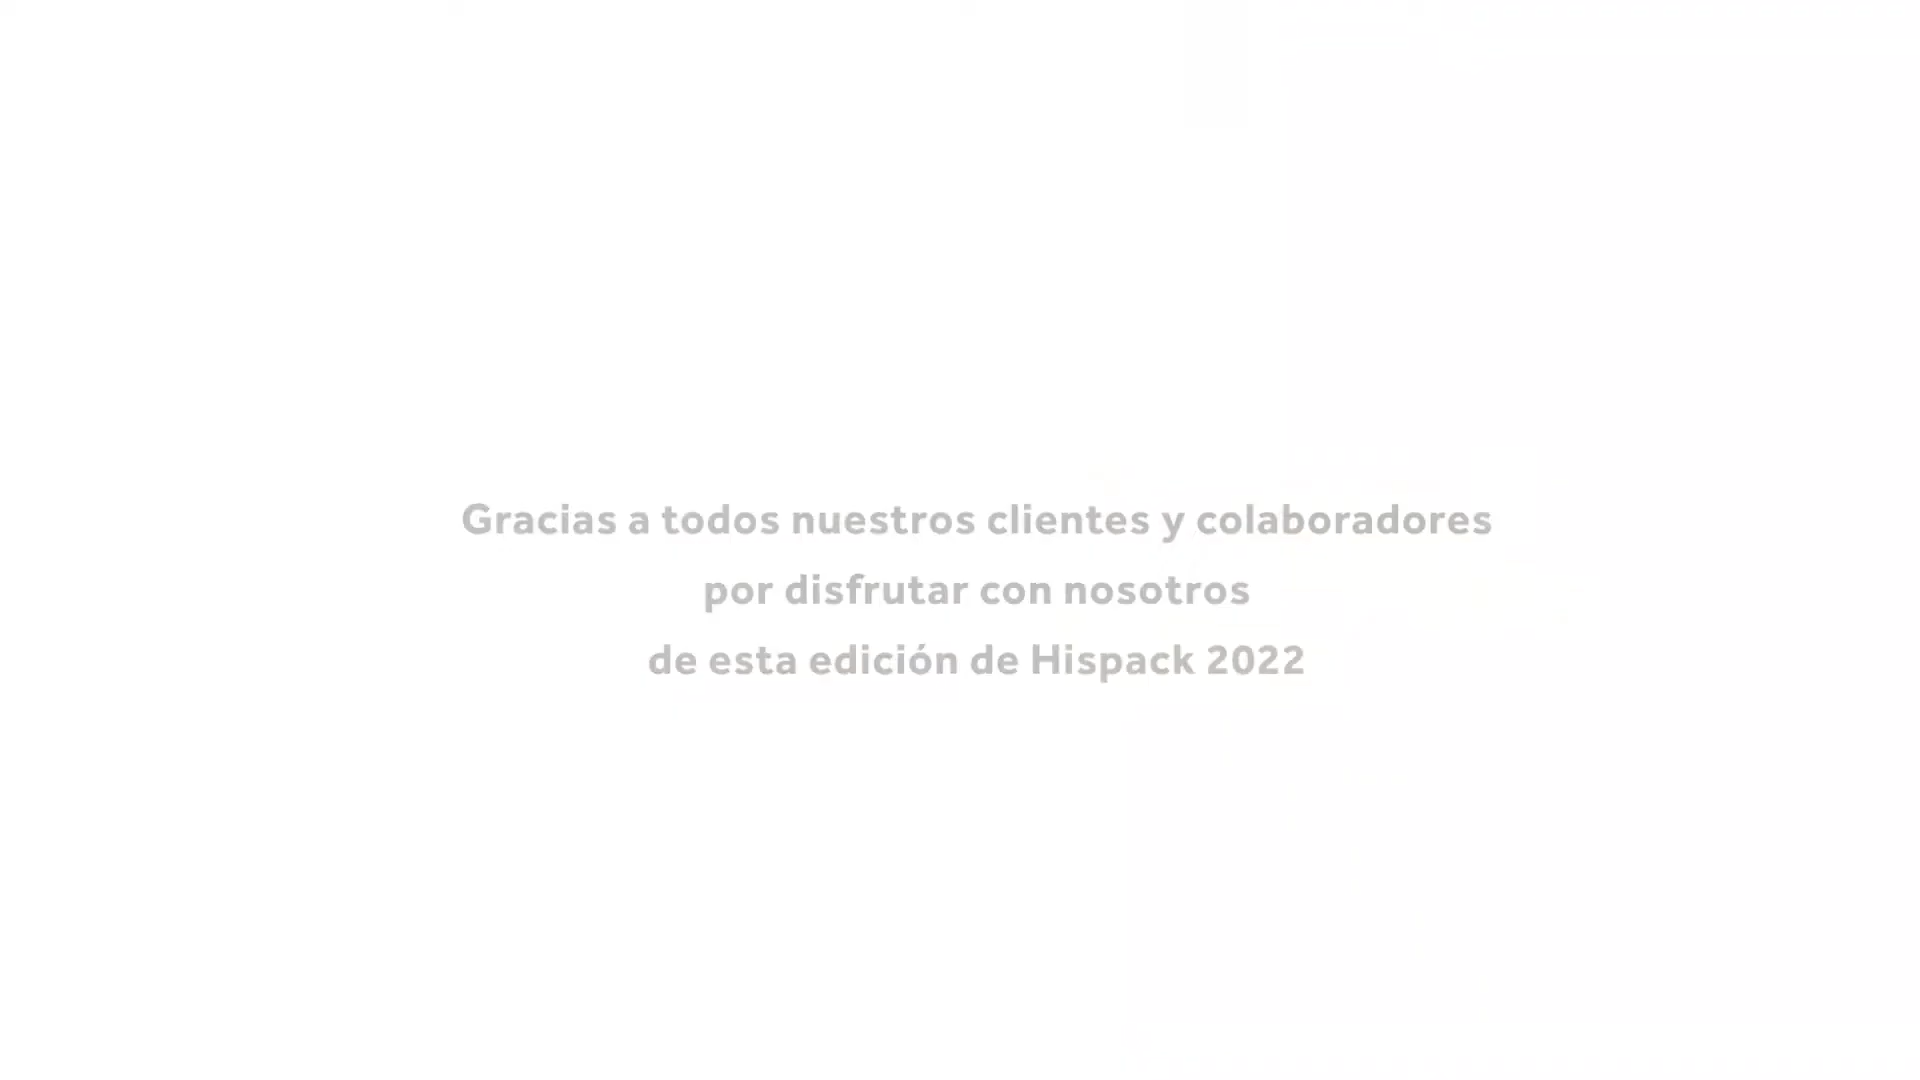 Gracias a todos nuestros clientes y colaboradores
por disfrutar con nosotros
de esta edición de Hispack 2022